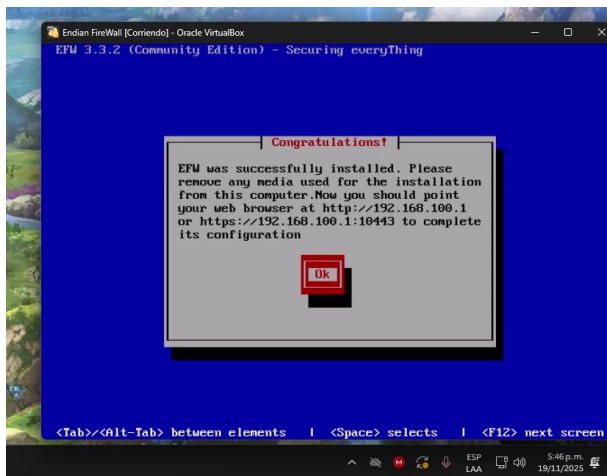 Endian FireWall [Corriendo] - Oracle VirtualBox
EFW 3.3.2 (Community Edition) - Securing everyThing
Congratulations!
EFW was successfully installed. Please
remove any media used for the installation
from this computer.Now you should point
your web browser at http://192.168.100.1
or https://192.168.100.1:10443 to complete
its configuration
Ok
<Tab>/<Alt-Tab> between elements | <Space> selects | <F12> next screen
ESP
LAA
5:46 p.m.
19/11/2025